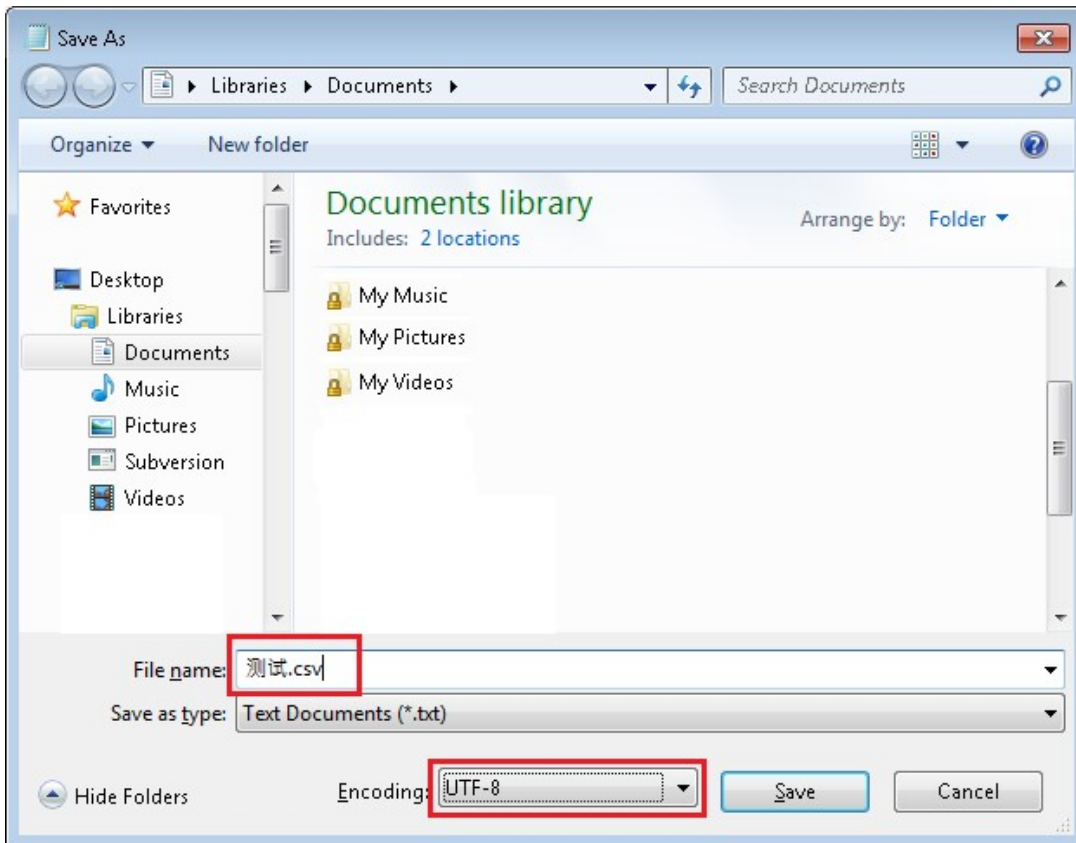 Save As
Libraries Documents Search Documents
Organize New folder
Favorites
Desktop
Libraries
Documents
Music
Pictures
Subversion
Videos
Documents library
Includes: 2 locations
Arrange by: Folder
My Music
My Pictures
My Videos
File name: 测试.csv
Save as type: Text Documents (*.txt)
Hide Folders Encoding: UTF-8 Save Cancel